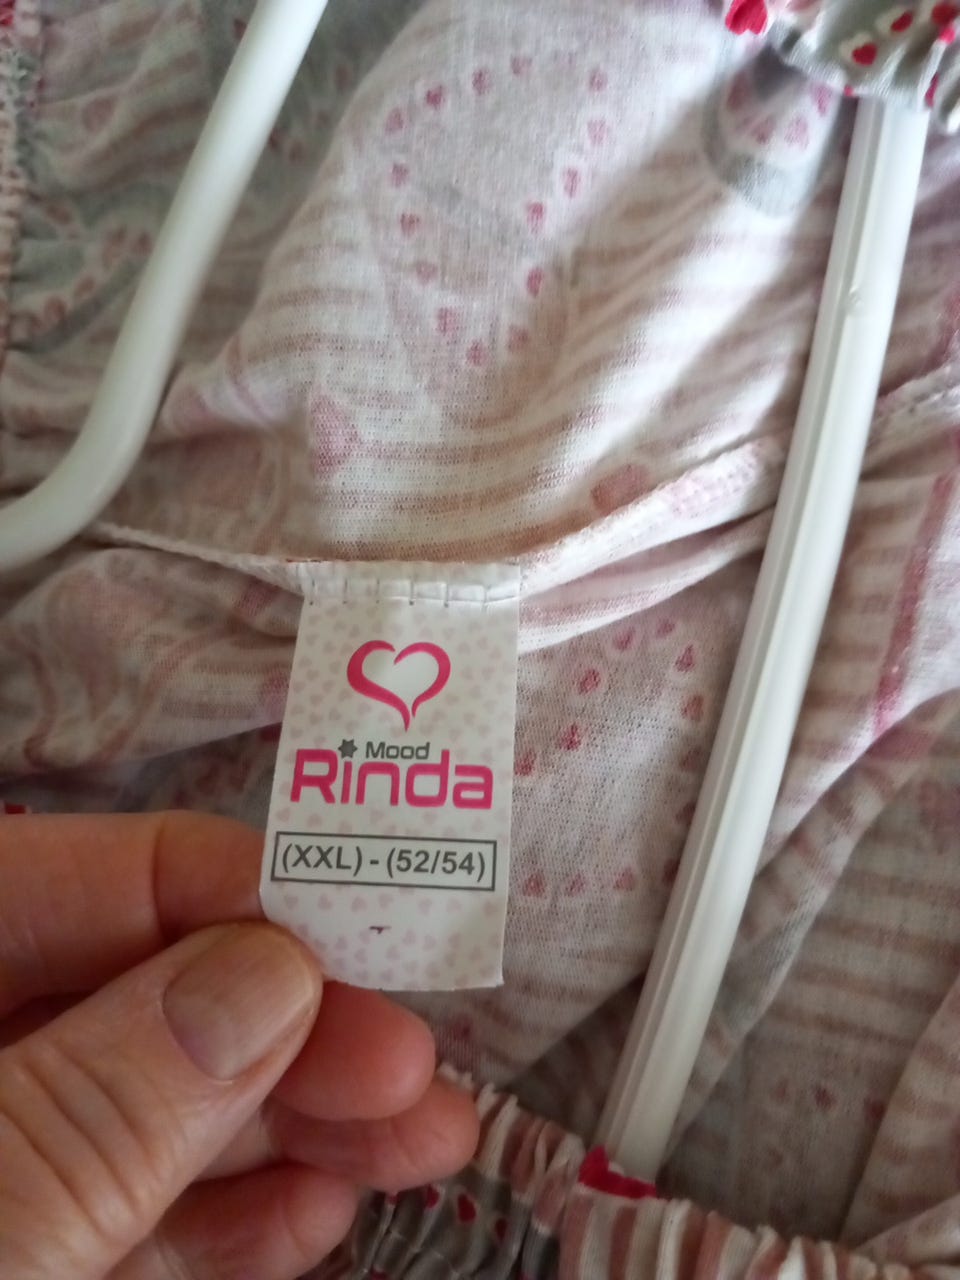 Mood
Rinda
(XXL) - (52/54)